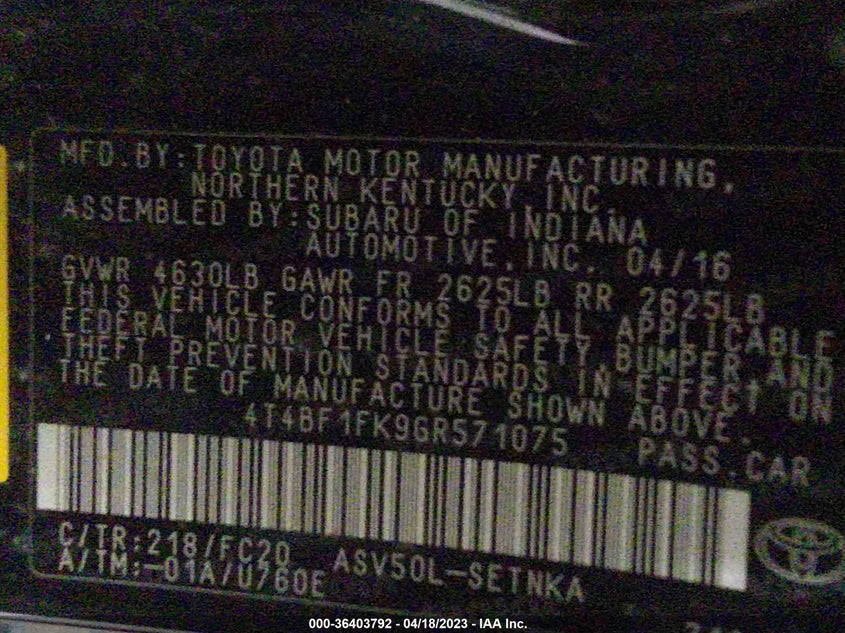 MFD.BY:TOYOTA MOTOR MANUFACTURING,
NORTHERN KENTUCKY,INC.
ASSEMBLED BY:SUBARU OF INDIANA
AUTOMOTIVE,INC. 04/16
GVWR 4630LB GAWR FR 2625LB RR 2625LB
THIS VEHICLE CONFORMS TO ALL APPLICABLE
FEDERAL MOTOR VEHICLE SAFETY,BUMPER,AND
THEFT PREVENTION STANDARDS IN EFFECT ON
THE DATE OF MANUFACTURE SHOWN ABOVE.
4T4BF1FK9GR571075 PASS.CAR
C/TR:218/FC20 ASV50L-SETNKA
A/TM:-01A/U760E
000-36403792 - 04/18/2023 - IAA Inc.